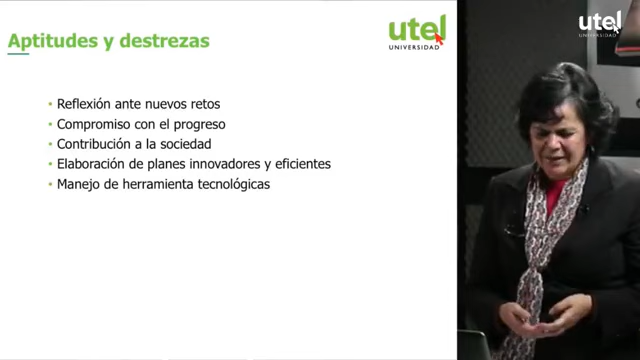 Aptitudes y destrezas
utel
UNIVERSIDAD
utel
UNIVERSIDAD
• Reflexión ante nuevos retos
• Compromiso con el progreso
• Contribución a la sociedad
• Elaboración de planes innovadores y eficientes
• Manejo de herramienta tecnológicas